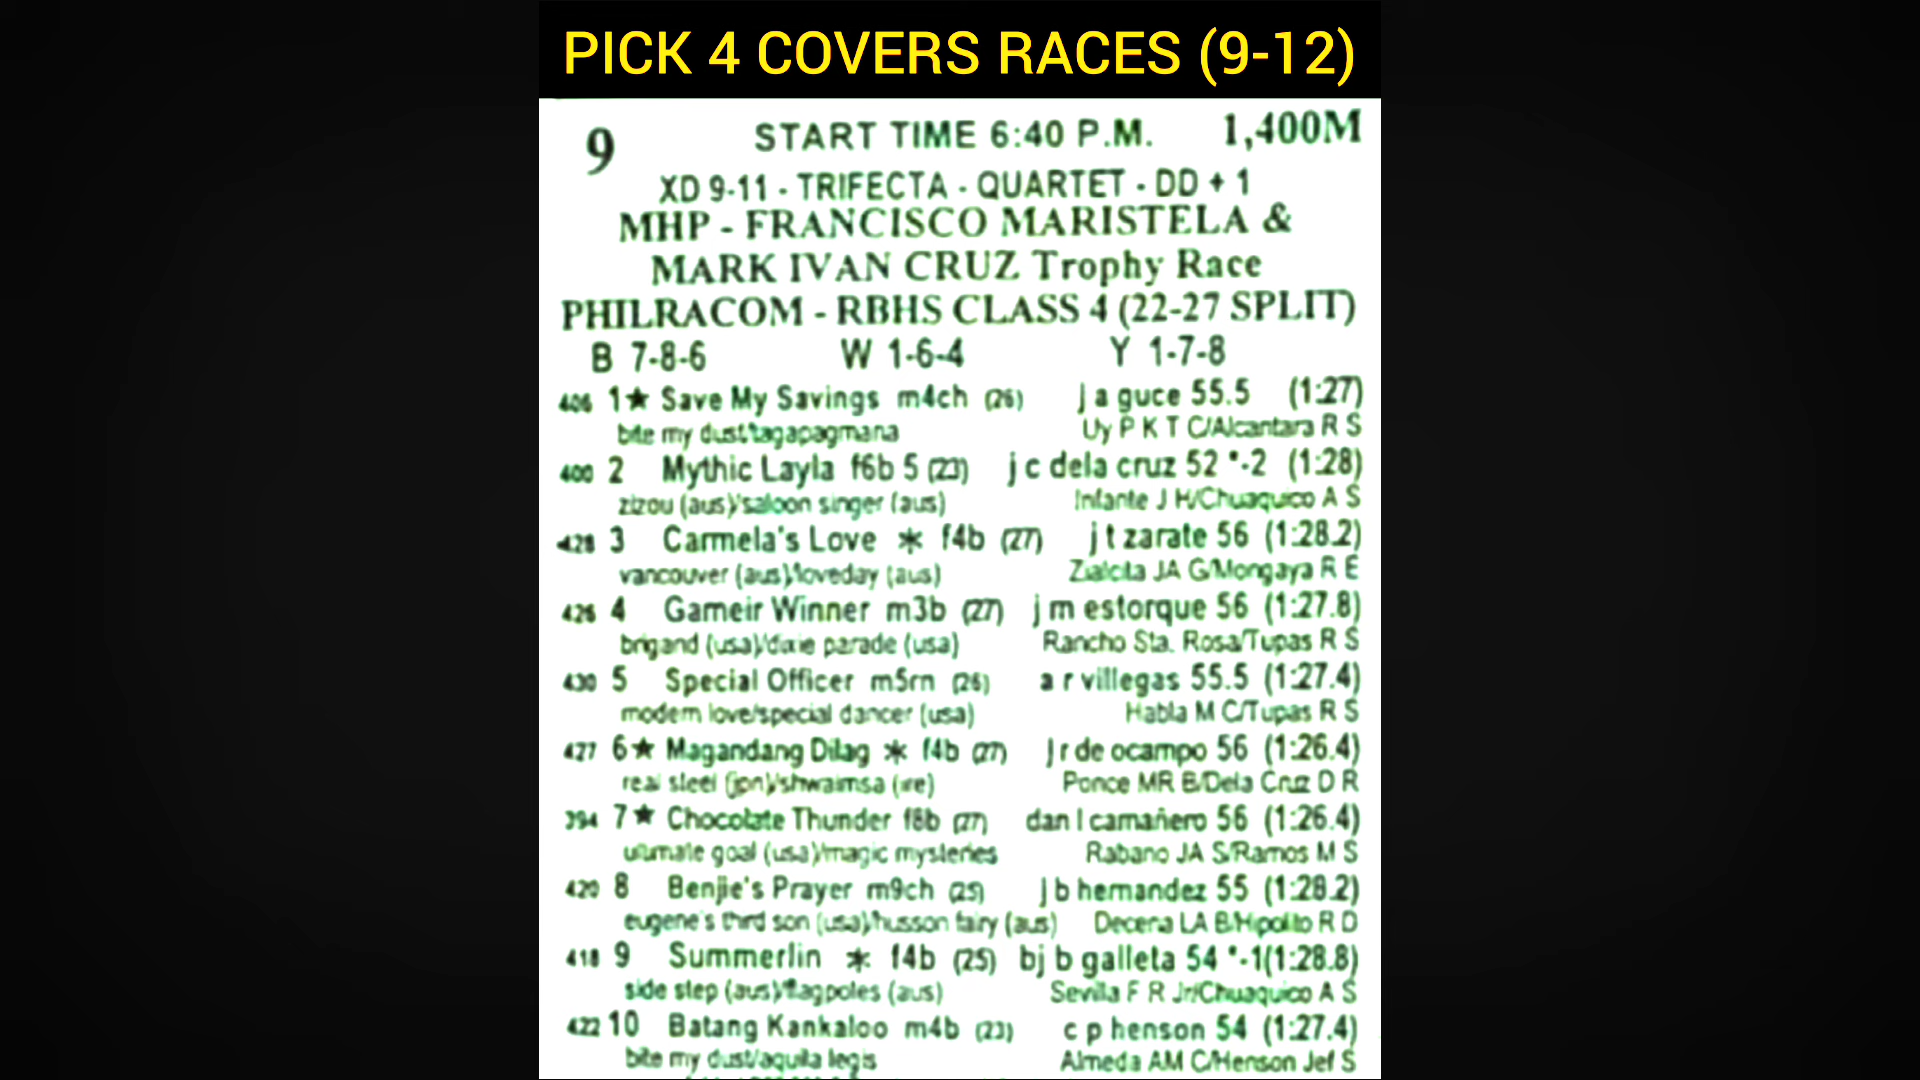 PICK 4 COVERS RACES (9-12)
9 START TIME 6:40 P.M. 1,400M
XD 9-11 - TRIFECTA - QUARTET - DD + 1
MHP - FRANCISCO MARISTELA &
MARK IVAN CRUZ Trophy Race
PHILRACOM - RBHS CLASS 4 (22-27 SPLIT)
B 7-8-6 W 1-6-4 Y 1-7-8
406 1★ Save My Savings m4ch (26) j a guce 55.5 (1:27)
bite my dust/tagapagmana Uy P K T C/Alcantara R S
400 2 Mythic Layla f6b 5 (23) j c dela cruz 52 *-2 (1:28)
zizou (aus)/saloon singer (aus) Infante J H/Chuaquico A S
428 3 Carmela's Love * f4b (27) j t zarate 56 (1:28.2)
vancouver (aus)/loveday (aus) Zialcita JA G/Mongaya R E
426 4 Gameir Winner m3b (27) j m estorque 56 (1:27.8)
brigand (usa)/dixie parade (usa) Rancho Sta. Rosa/Tupas R S
430 5 Special Officer m5rn (26) a r villegas 55.5 (1:27.4)
modern love/special dancer (usa) Habla M C/Tupas R S
427 6★ Magandang Dilag * f4b (27) J r de ocampo 56 (1:26.4)
real steel (jpn)/shwaimsa (ire) Ponce MR B/Dela Cruz D R
394 7★ Chocolate Thunder f8b (27) dan l camañero 56 (1:26.4)
ultimate goal (usa)/magic mysteries Rabano JA S/Ramos M S
420 8 Benjie's Prayer m9ch (25) j b hernandez 55 (1:28.2)
eugene's third son (usa)/husson fairy (aus) Decena LA B/Hipolito R D
418 9 Summerlin * f4b (25) bj b galleta 54 *-1(1:28.8)
side step (aus)/flagpoles (aus) Sevilla F R Jr/Chuaquico A S
422 10 Batang Kankaloo m4b (23) c p henson 54 (1:27.4)
bite my dust/aquila legis Almeda AM C/Henson Jef S